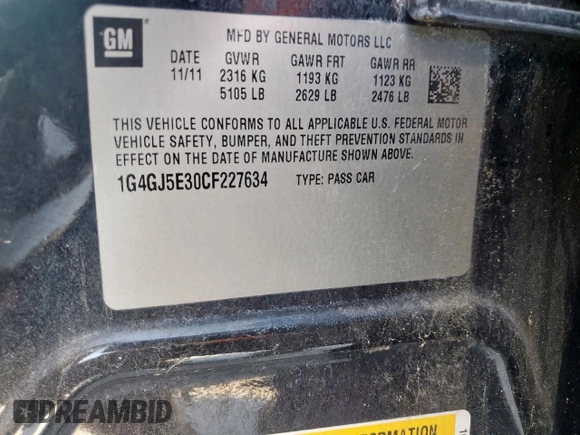 GM
MFD BY GENERAL MOTORS LLC
DATE GVWR GAWR FRT GAWR RR
11/11 2316 KG 1193 KG 1123 KG
5105 LB 2629 LB 2476 LB
THIS VEHICLE CONFORMS TO ALL APPLICABLE U.S. FEDERAL MOTOR
VEHICLE SAFETY, BUMPER, AND THEFT PREVENTION STANDARDS IN
EFFECT ON THE DATE OF MANUFACTURE SHOWN ABOVE.
1G4GJ5E30CF227634 TYPE: PASS CAR
INFORMATION
DREAMBID